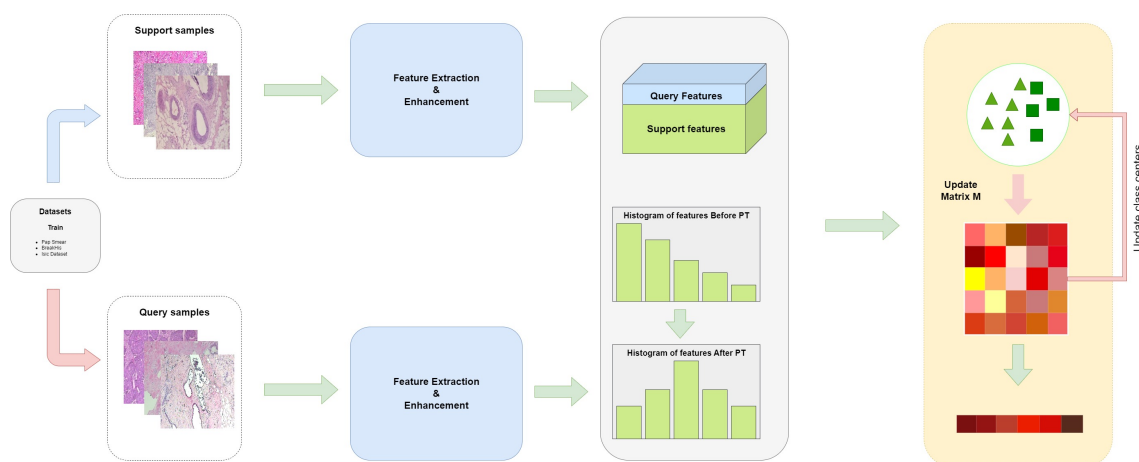 Support samples
Feature Extraction
&
Enhancement
Query Features
Support features
Update
Matrix M
Update class centers
Datasets
Train
Pap Smear
BreakHis
Isic Dataset
Histogram of features Before PT
Query samples
Feature Extraction
&
Enhancement
Histogram of features After PT